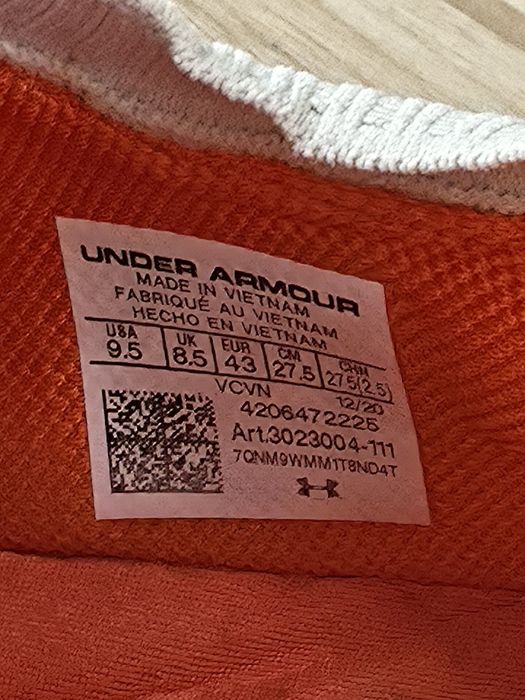 UNDER ARMOUR
MADE IN VIETNAM
FABRIQUÉ AU VIETNAM
HECHO EN VIETNAM
USA UK EUR CM CHN
9.5 8.5 43 27.5 275(2.5)
VCVN 12/20
4206472225
Art.3023004-111
7QNM9WMM1T8ND4T